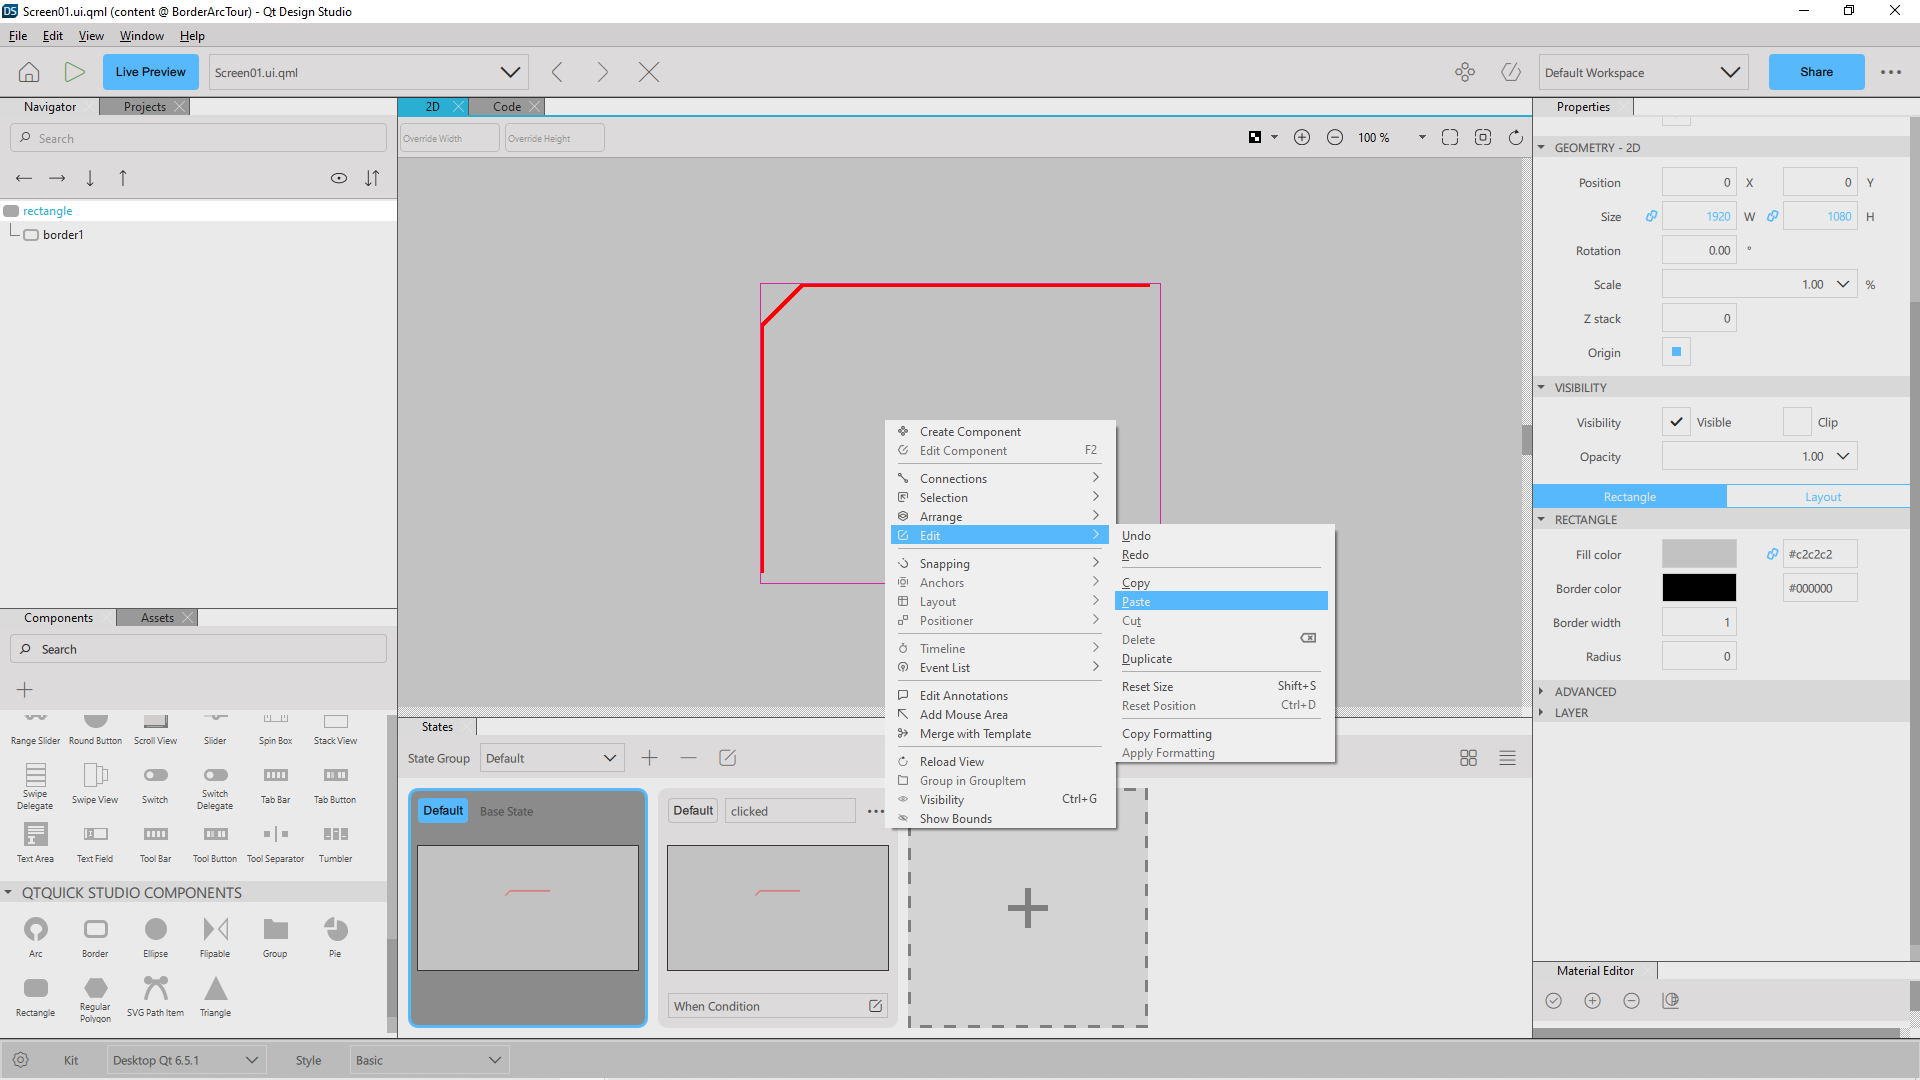 DS Screen01.ui.qml (content @ BorderArcTour) - Qt Design Studio
File Edit View Window Help
Live Preview Screen01.ui.qml Default Workspace Share
Navigator Projects 2D Code Properties
Search
Override Width Override Height 100 %
rectangle
border1
GEOMETRY - 2D
Position 0 X 0 Y
Size 1920 W 1080 H
Rotation 0.00 °
Scale 1.00 %
Z stack 0
Origin
VISIBILITY
Visibility Visible Clip
Opacity 1.00
Rectangle Layout
RECTANGLE
Fill color #c2c2c2
Border color #000000
Border width 1
Radius 0
ADVANCED
LAYER
Create Component
Edit Component F2
Connections
Selection
Arrange
Edit
Snapping
Anchors
Layout
Positioner
Timeline
Event List
Edit Annotations
Add Mouse Area
Merge with Template
Reload View
Group in GroupItem
Visibility Ctrl+G
Show Bounds
Undo
Redo
Copy
Paste
Cut
Delete
Duplicate
Reset Size Shift+S
Reset Position Ctrl+D
Copy Formatting
Apply Formatting
Components Assets
Search
Range Slider Round Button Scroll View Slider Spin Box Stack View
Swipe Delegate Swipe View Switch Switch Delegate Tab Bar Tab Button
Text Area Text Field Tool Bar Tool Button Tool Separator Tumbler
QTQUICK STUDIO COMPONENTS
Arc Border Ellipse Flipable Group Pie
Rectangle Regular Polygon SVG Path Item Triangle
States
State Group Default
Default Base State
Default clicked
When Condition
Material Editor
Kit Desktop Qt 6.5.1 Style Basic